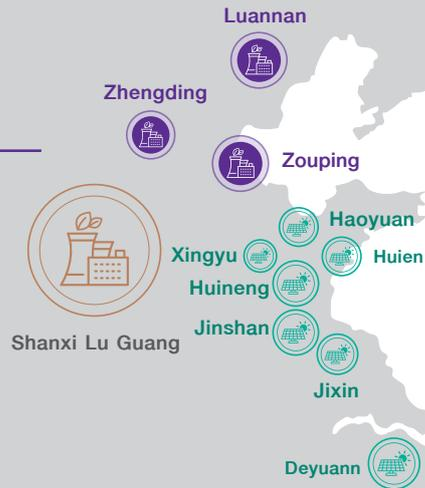 Luannan
Zhengding
Zouping
Haoyuan
Xingyu
Huien
Huineng
Jinshan
Shanxi Lu Guang
Jixin
Deyuann